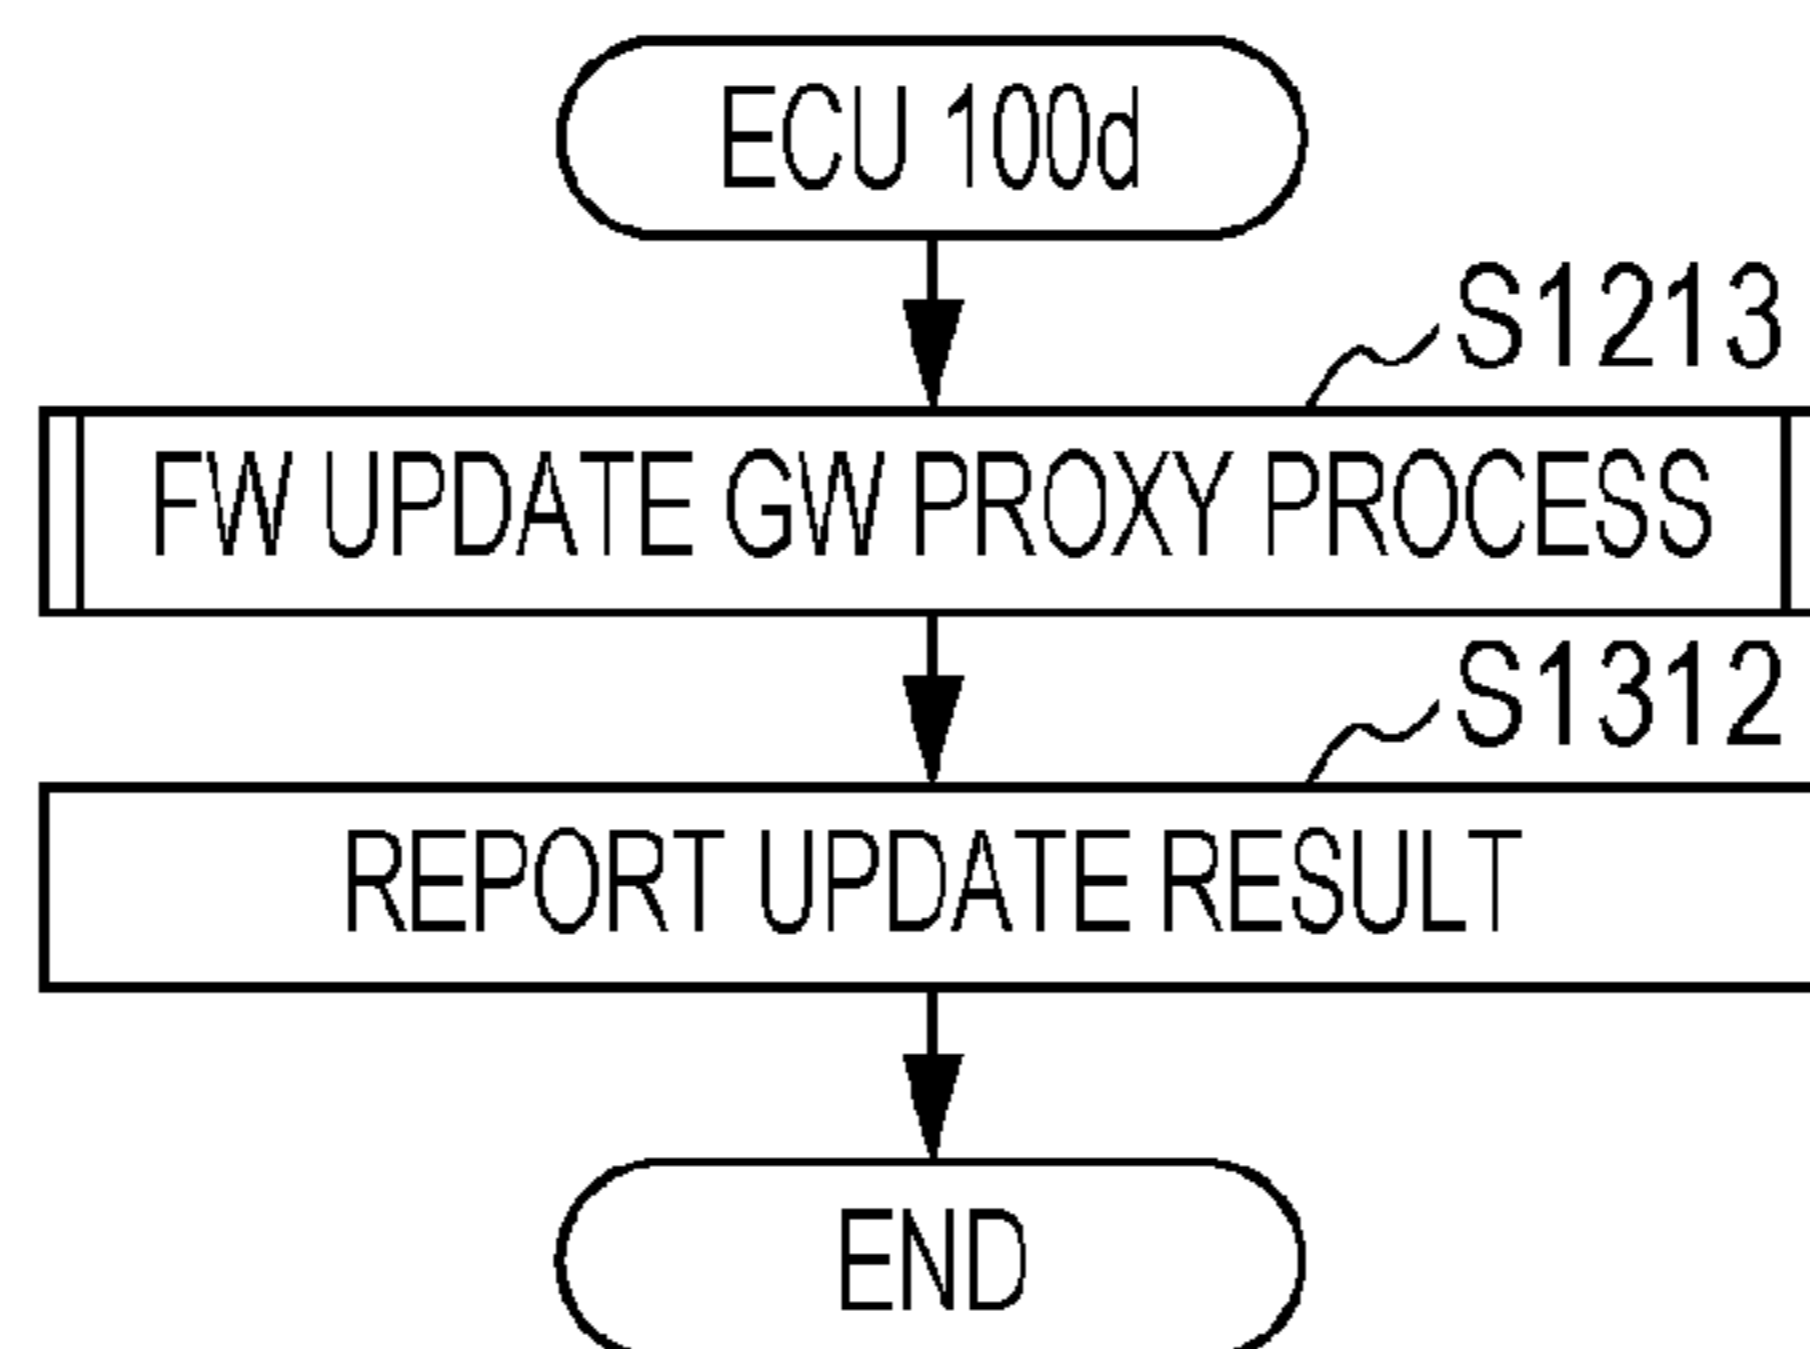 ECU 100d
S1213
FW UPDATE GW PROXY PROCESS
S1312
REPORT UPDATE RESULT
END